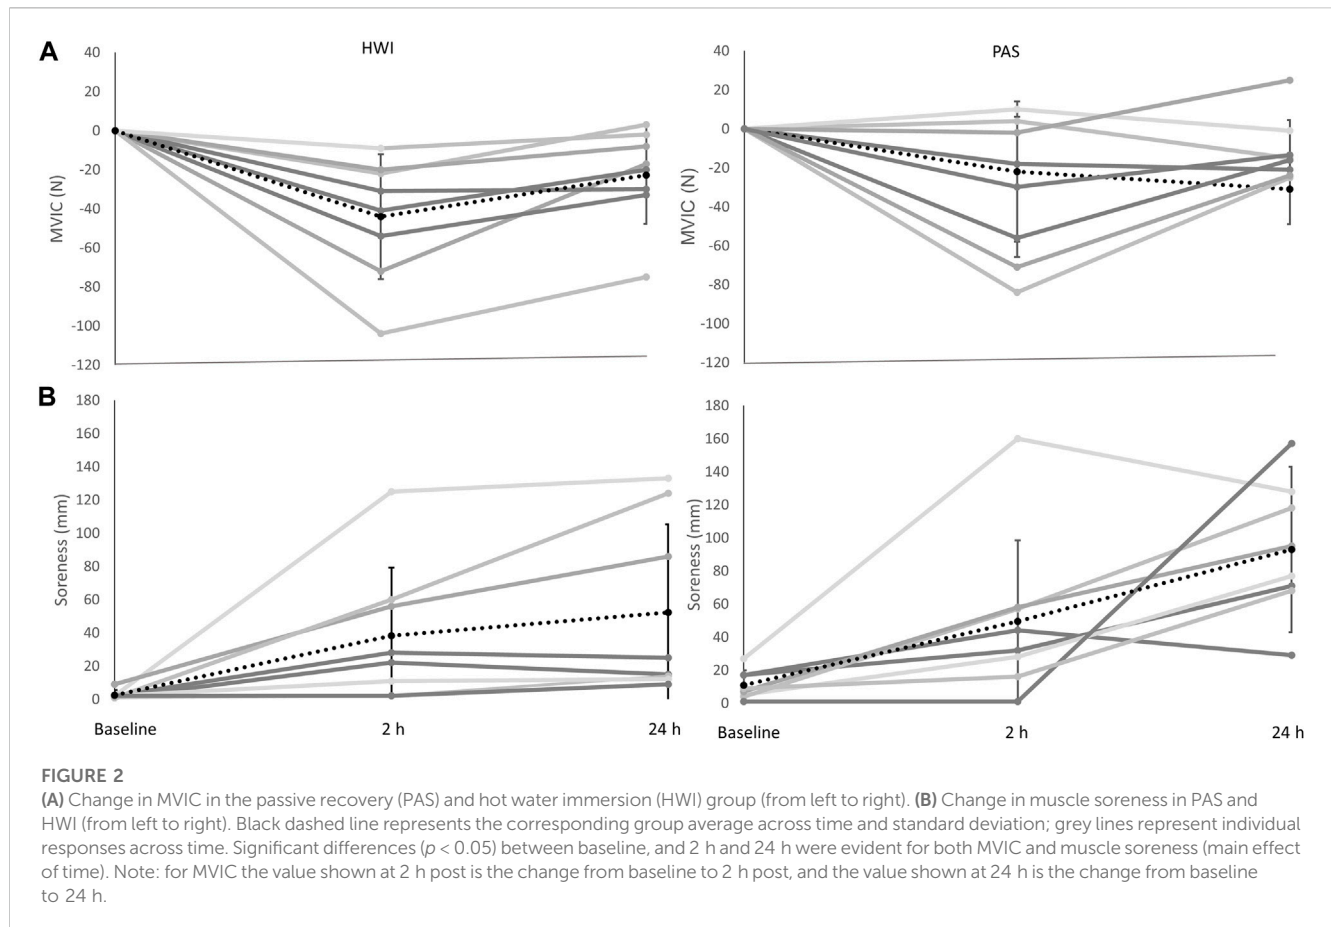 A
HWI
PAS
MVIC (N)
40
20
0
-20
-40
-60
-80
-100
-120
MVIC (N)
40
20
0
-20
-40
-60
-80
-100
-120
B
Soreness (mm)
180
160
140
120
100
80
60
40
20
0
Baseline
2 h
24 h
Soreness (mm)
180
160
140
120
100
80
60
40
20
0
Baseline
2 h
24 h
FIGURE 2
(A) Change in MVIC in the passive recovery (PAS) and hot water immersion (HWI) group (from left to right). (B) Change in muscle soreness in PAS and
HWI (from left to right). Black dashed line represents the corresponding group average across time and standard deviation; grey lines represent individual
responses across time. Significant differences (p < 0.05) between baseline, and 2 h and 24 h were evident for both MVIC and muscle soreness (main effect
of time). Note: for MVIC the value shown at 2 h post is the change from baseline to 2 h post, and the value shown at 24 h is the change from baseline
to 24 h.